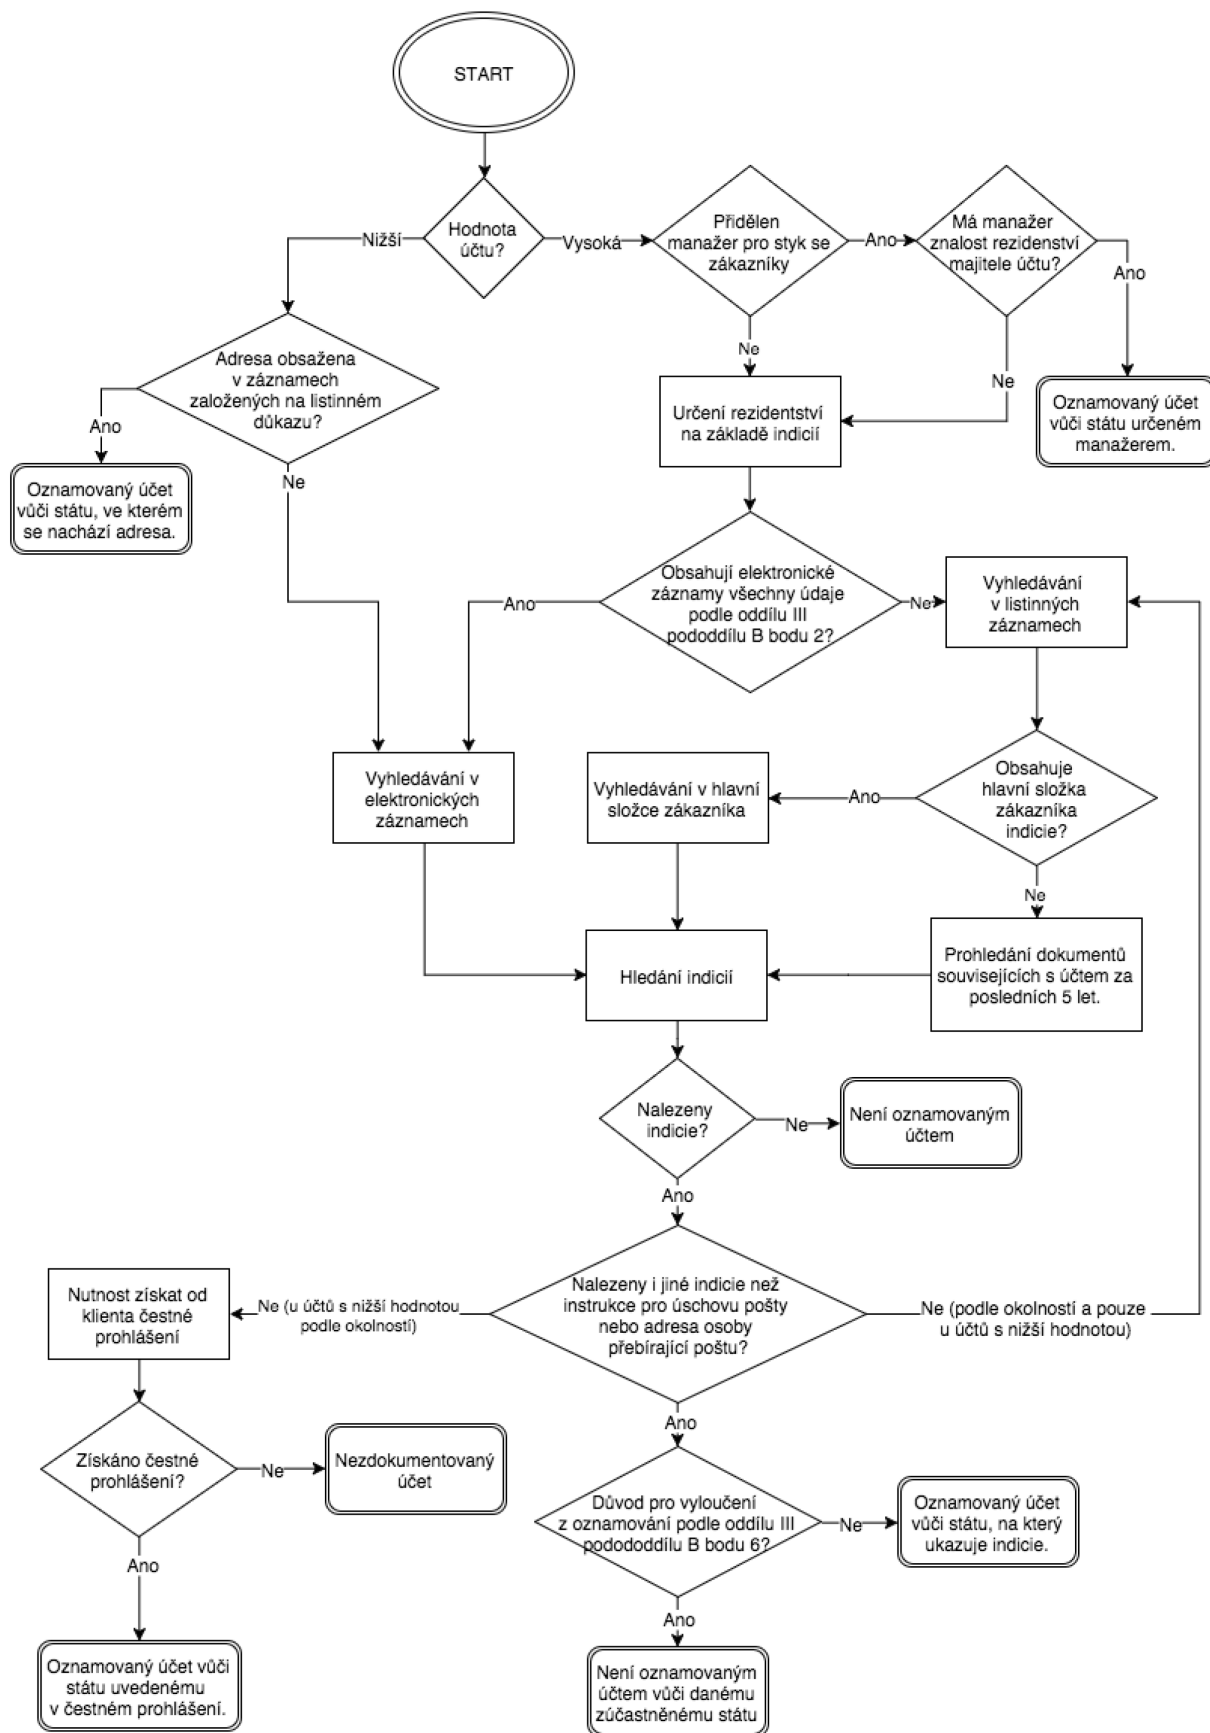 START
Hodnota
účtu?
Nižší
Vysoká
Přidělen
manažer pro styk se
zákazníky
Ano
Má manažer
znalost rezidenství
majitele účtu?
Ano
Ne
Ne
Adresa obsažena
v záznamech
založených na listinném
důkazu?
Ano
Ne
Určení rezidentství
na základě indicií
Oznamovaný účet
vůči státu určeném
manažerem.
Oznamovaný účet
vůči státu, ve kterém
se nachází adresa.
Obsahují elektronické
záznamy všechny údaje
podle oddílu III
pododdílu B bodu 2?
Ano
Ne
Vyhledávání
v listinných
záznamech
Vyhledávání v
elektronických
záznamech
Vyhledávání v hlavní
složce zákazníka
Ano
Obsahuje
hlavní složka
zákazníka
indicie?
Ne
Hledání indicií
Prohledání dokumentů
souvisejících s účtem za
posledních 5 let.
Nalezeny
indicie?
Ne
Není oznamovaným
účtem
Ano
Nutnost získat od
klienta čestné
prohlášení
Ne (u účtů s nižší hodnotou
podle okolností)
Nalezeny i jiné indicie než
instrukce pro úschovu pošty
nebo adresa osoby
přebírající poštu?
Ne (podle okolností a pouze
u účtů s nižší hodnotou)
Ano
Získáno čestné
prohlášení?
Ne
Nezdokumentovaný
účet
Ano
Důvod pro vyloučení
z oznamování podle oddílu III
podododdílu B bodu 6?
Ne
Oznamovaný účet
vůči státu, na který
ukazuje indicie.
Ano
Oznamovaný účet vůči
státu uvedenému
v čestném prohlášení.
Není oznamovaným
účtem vůči danému
zúčastněnému státu